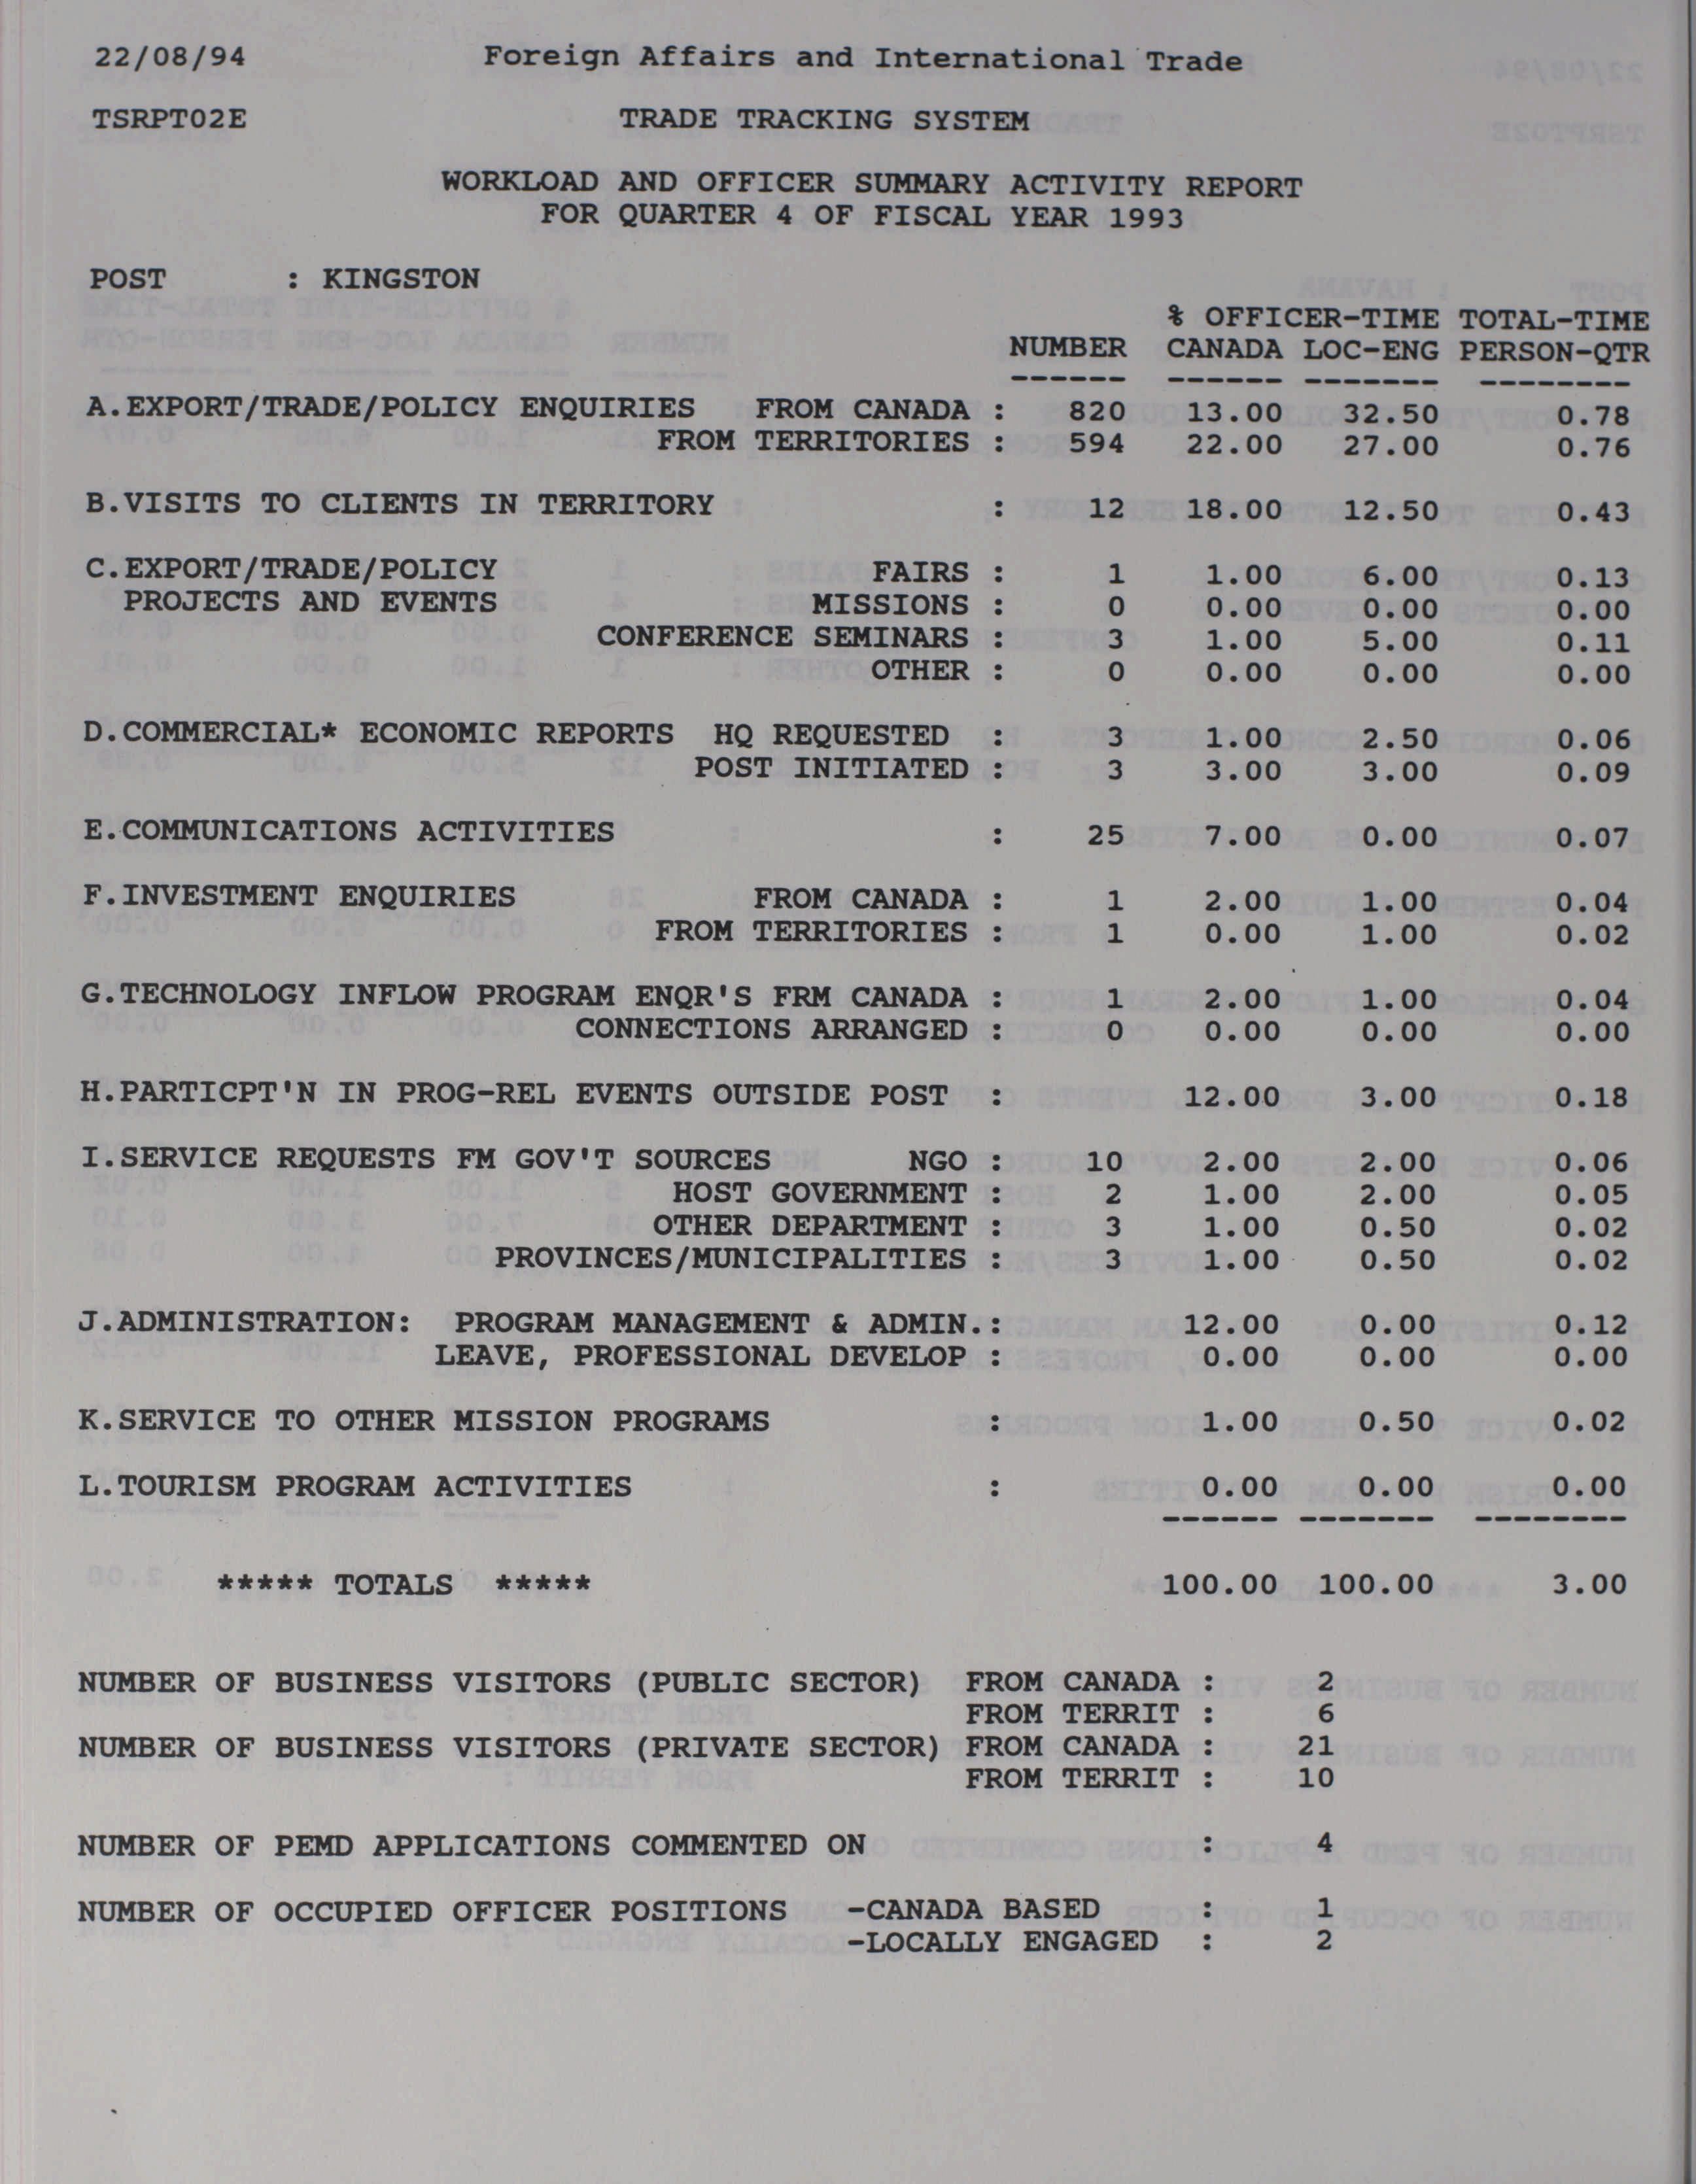 22/08/94 Foreign Affairs and International Trade
TSRPT02E TRADE TRACKING SYSTEM
WORKLOAD AND OFFICER SUMMARY ACTIVITY REPORT
FOR QUARTER 4 OF FISCAL YEAR 1993
POST : KINGSTON
% OFFICER-TIME TOTAL-TIME
NUMBER CANADA LOC-ENG PERSON-QTR
------ ------ ------- --------
A.EXPORT/TRADE/POLICY ENQUIRIES FROM CANADA : 820 13.00 32.50 0.78
FROM TERRITORIES : 594 22.00 27.00 0.76
B.VISITS TO CLIENTS IN TERRITORY : 12 18.00 12.50 0.43
C.EXPORT/TRADE/POLICY FAIRS : 1 1.00 6.00 0.13
PROJECTS AND EVENTS MISSIONS : 0 0.00 0.00 0.00
CONFERENCE SEMINARS : 3 1.00 5.00 0.11
OTHER : 0 0.00 0.00 0.00
D.COMMERCIAL* ECONOMIC REPORTS HQ REQUESTED : 3 1.00 2.50 0.06
POST INITIATED : 3 3.00 3.00 0.09
E.COMMUNICATIONS ACTIVITIES : 25 7.00 0.00 0.07
F.INVESTMENT ENQUIRIES FROM CANADA : 1 2.00 1.00 0.04
FROM TERRITORIES : 1 0.00 1.00 0.02
G.TECHNOLOGY INFLOW PROGRAM ENQR'S FRM CANADA : 1 2.00 1.00 0.04
CONNECTIONS ARRANGED : 0 0.00 0.00 0.00
H.PARTICPT'N IN PROG-REL EVENTS OUTSIDE POST : 12.00 3.00 0.18
I.SERVICE REQUESTS FM GOV'T SOURCES NGO : 10 2.00 2.00 0.06
HOST GOVERNMENT : 2 1.00 2.00 0.05
OTHER DEPARTMENT : 3 1.00 0.50 0.02
PROVINCES/MUNICIPALITIES : 3 1.00 0.50 0.02
J.ADMINISTRATION: PROGRAM MANAGEMENT & ADMIN.: 12.00 0.00 0.12
LEAVE, PROFESSIONAL DEVELOP : 0.00 0.00 0.00
K.SERVICE TO OTHER MISSION PROGRAMS : 1.00 0.50 0.02
L.TOURISM PROGRAM ACTIVITIES : 0.00 0.00 0.00
------ ------- --------
***** TOTALS ***** 100.00 100.00 3.00
NUMBER OF BUSINESS VISITORS (PUBLIC SECTOR) FROM CANADA : 2
FROM TERRIT : 6
NUMBER OF BUSINESS VISITORS (PRIVATE SECTOR) FROM CANADA : 21
FROM TERRIT : 10
NUMBER OF PEMD APPLICATIONS COMMENTED ON : 4
NUMBER OF OCCUPIED OFFICER POSITIONS -CANADA BASED : 1
-LOCALLY ENGAGED : 2